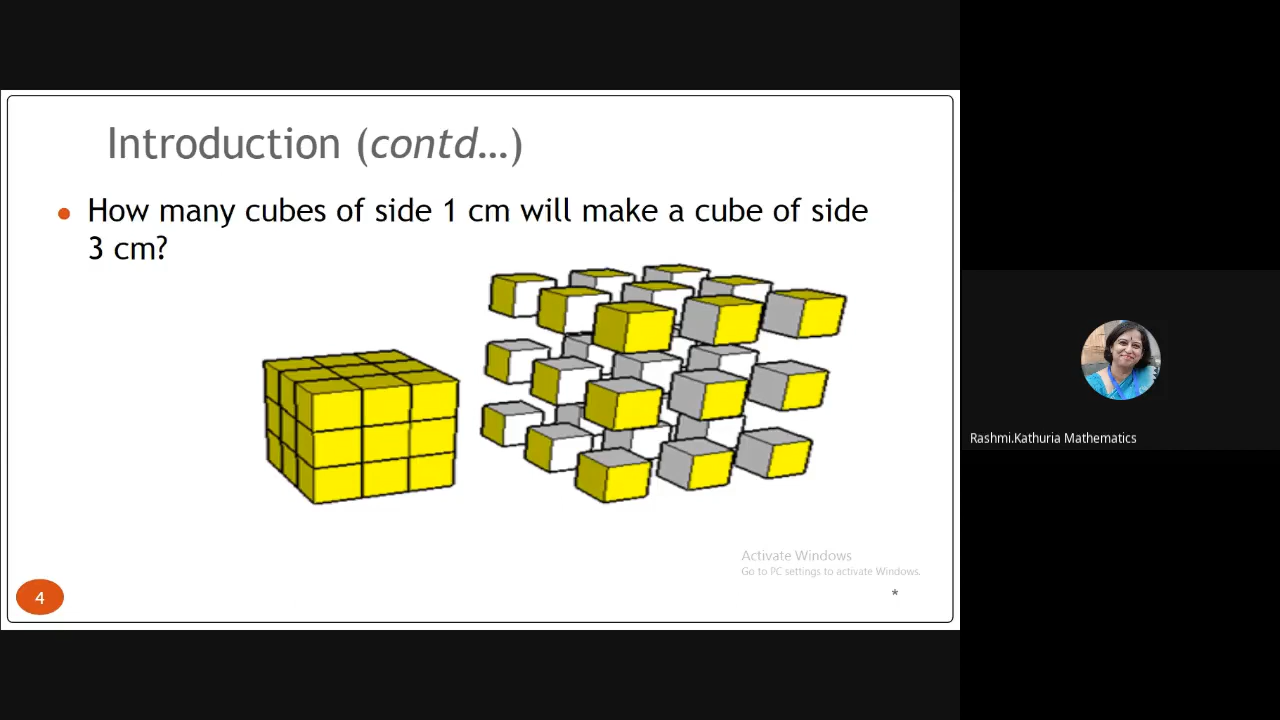 Introduction (contd…)
• How many cubes of side 1 cm will make a cube of side
3 cm?
Rashmi.Kathuria Mathematics
Activate Windows
Go to PC settings to activate Windows.
4
*